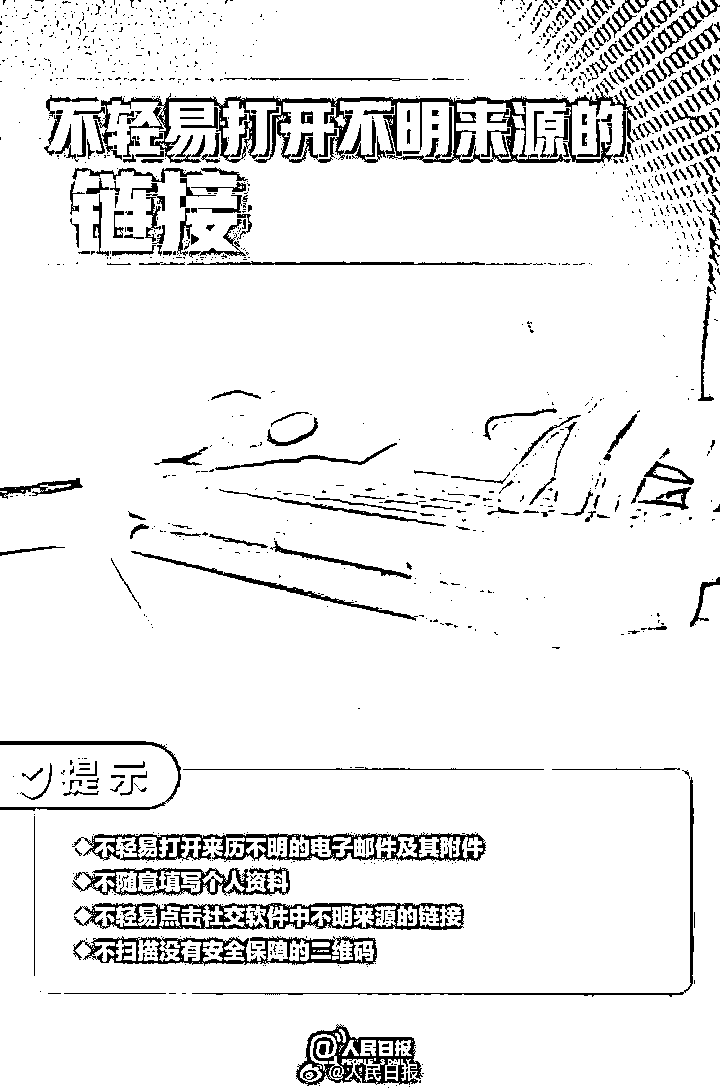 不轻易打开不明来源的
链接
提示
◇不轻易打开来历不明的电子邮件及其附件
◇不随意填写个人资料
◇不轻易点击社交软件中不明来源的链接
◇不扫描没有安全保障的二维码
@人民日报
PEOPLE'S DAILY
@人民日报